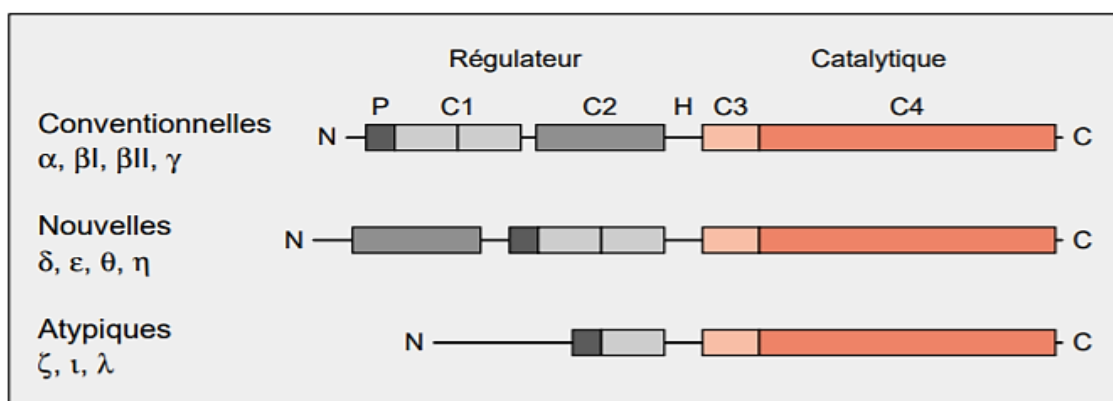 Régulateur Catalytique
P C1 C2 H C3 C4
Conventionnelles
N C
α, βI, βII, γ
Nouvelles
N C
δ, ε, θ, η
Atypiques
N C
ζ, ι, λ